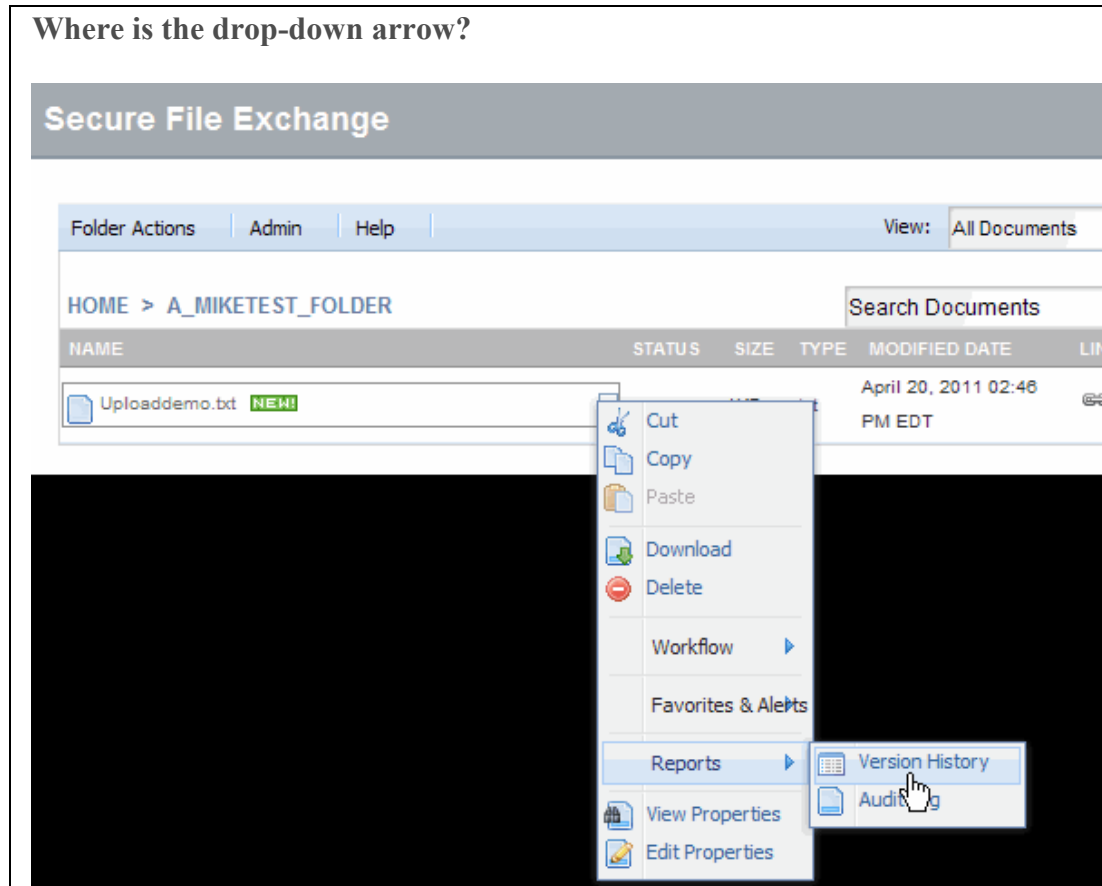 Where is the drop-down arrow?
Secure File Exchange
Folder Actions Admin Help View: All Documents
HOME > A_MIKETEST_FOLDER Search Documents
NAME STATUS SIZE TYPE MODIFIED DATE
Uploaddemo.txt NEW! April 20, 2011 02:46
PM EDT
Cut
Copy
Paste
Download
Delete
Workflow
Favorites & Alerts
Reports Version History
View Properties
Edit Properties